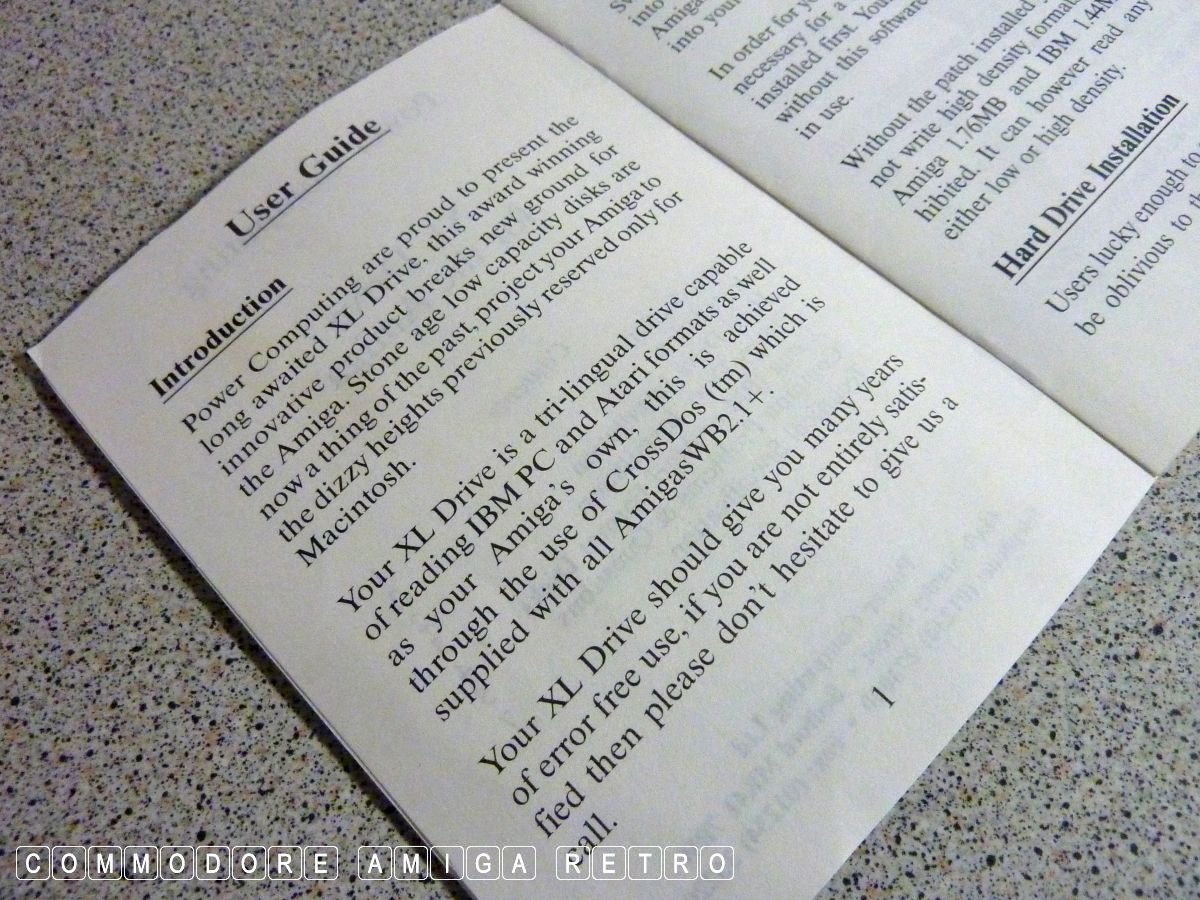 User Guide
Introduction
Power Computing are proud to present the
long awaited XL Drive, this award winning
innovative product breaks new ground for
the Amiga. Stone age low capacity disks are
now a thing of the past, project your Amiga to
the dizzy heights previously reserved only for
Macintosh.
Your XL Drive is a tri-lingual drive capable
of reading IBM PC and Atari formats as well
as your Amiga's own, this is achieved
through the use of CrossDos (tm) which is
supplied with all AmigasWB2.1+.
Your XL Drive should give you many years
of error free use, if you are not entirely satis-
fied then please don't hesitate to give us a
call.
1
into
Amiga
into your
In order for
necessary for a
installed first. You
without this software
in use.
Without the patch installed
not write high density
Amiga 1.76MB and IBM 1.44M
hibited. It can however read any
either low or high density.
Hard Drive Installation
Users lucky enough to
be oblivious to
COMMODORE AMIGA RETRO